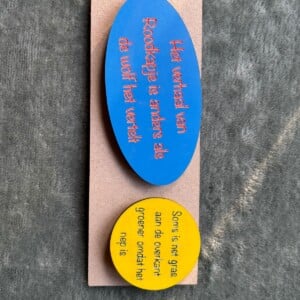 Het verhaal van
Roodkapje is anders als
de wolf het vertelt
Soms is het gras
aan de overkant
groener omdat het
nep is